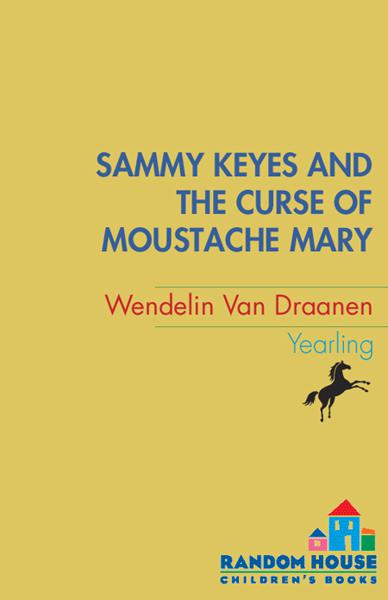 SAMMY KEYES AND
THE CURSE OF
MOUSTACHE MARY
Wendelin Van Draanen
Yearling
RANDOM HOUSE
CHILDREN'S BOOKS